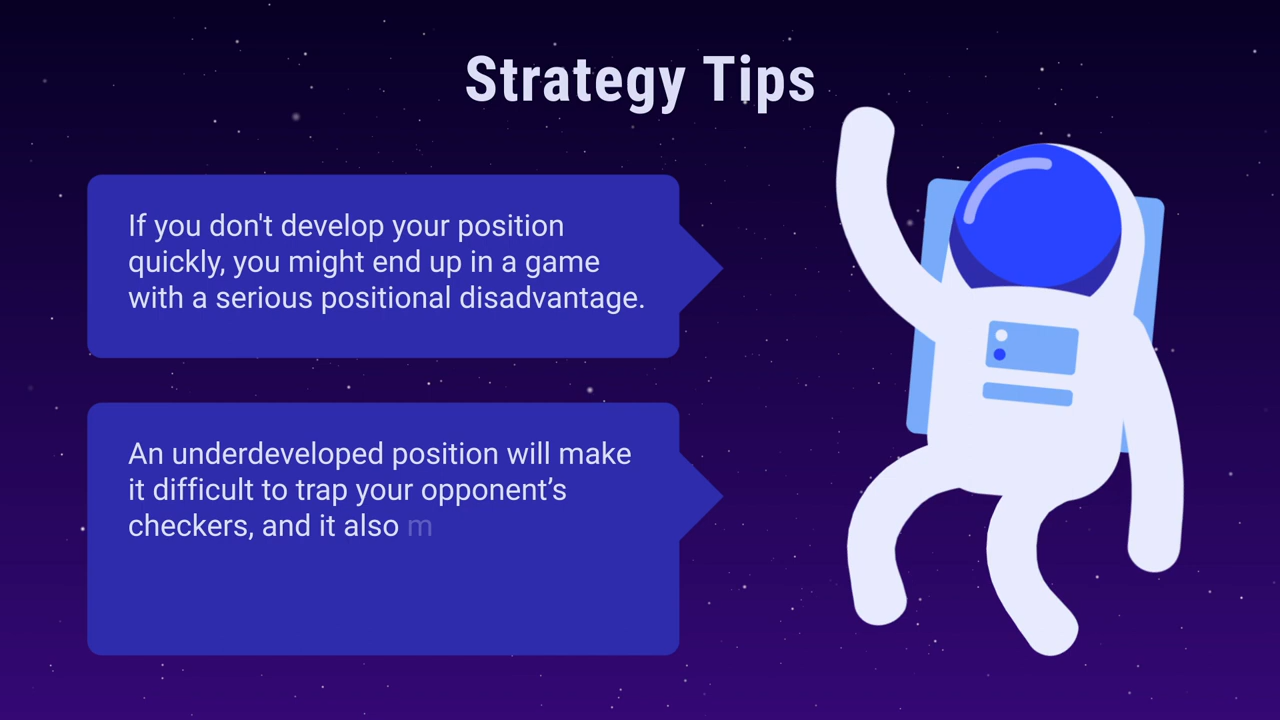 Strategy Tips
If you don't develop your position
quickly, you might end up in a game
with a serious positional disadvantage.
An underdeveloped position will make
it difficult to trap your opponent’s
checkers, and it also m